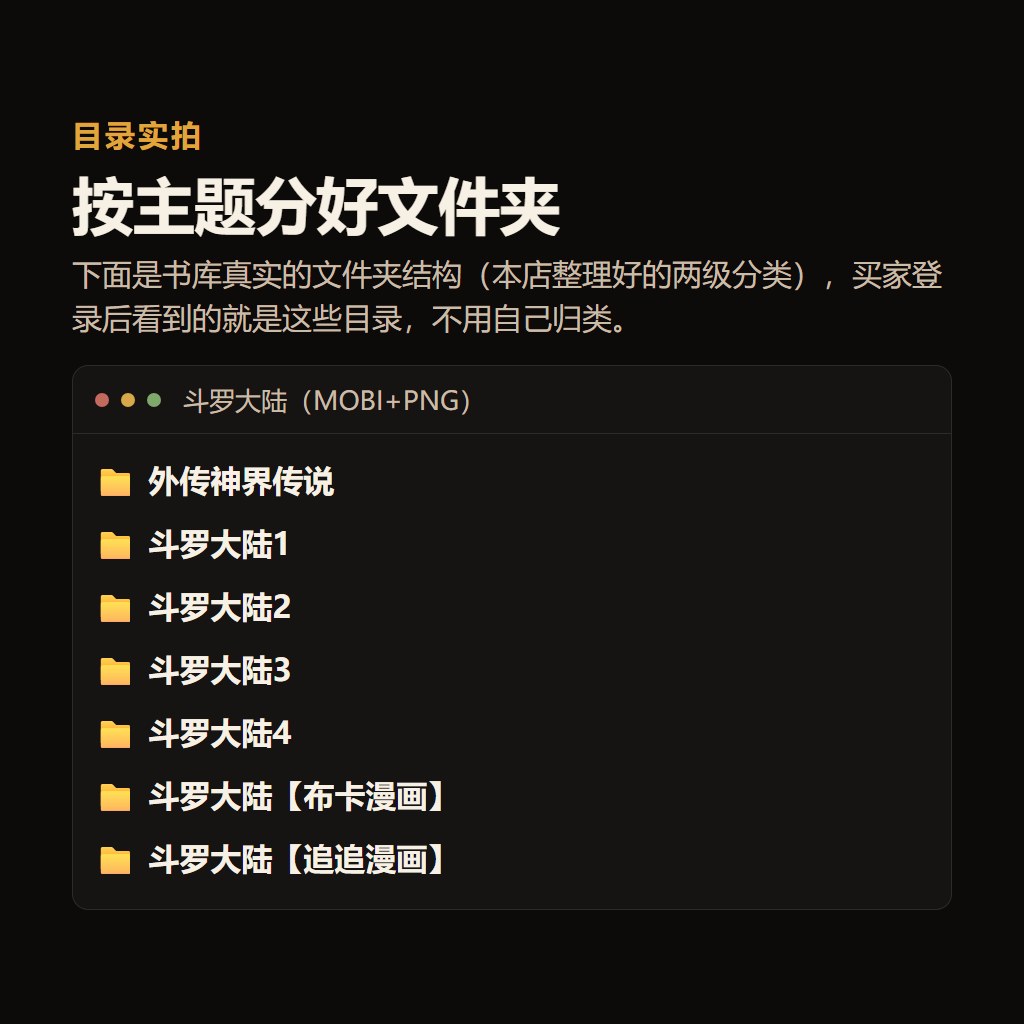 目录实拍
按主题分好文件夹
下面是书库真实的文件夹结构（本店整理好的两级分类），买家登
录后看到的就是这些目录，不用自己归类。
斗罗大陆（MOBI+PNG）
外传神界传说
斗罗大陆1
斗罗大陆2
斗罗大陆3
斗罗大陆4
斗罗大陆【布卡漫画】
斗罗大陆【追追漫画】